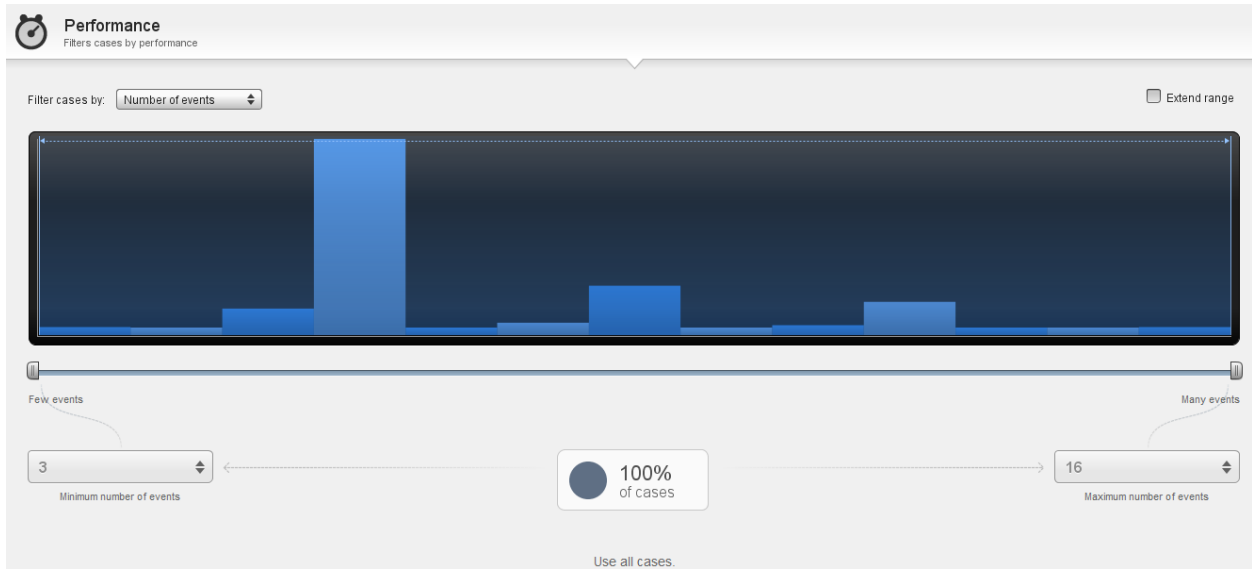 Performance
Filters cases by performance
Filter cases by: Number of events
Extend range
Few events
Many events
3
100%
of cases
16
Minimum number of events
Maximum number of events
Use all cases.